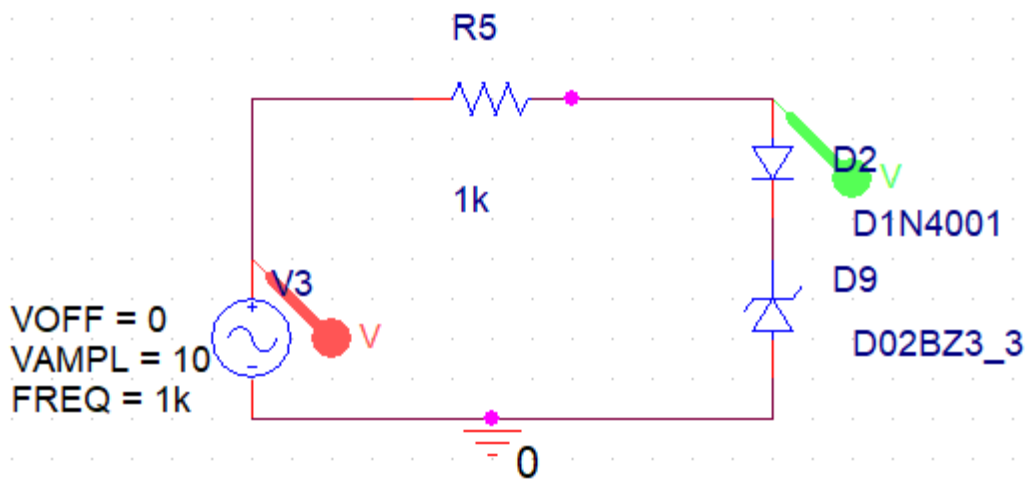 R5
1k
V
D2
D1N4001
D9
D02BZ3_3
V3
V
VOFF = 0
VAMPL = 10
FREQ = 1k
0